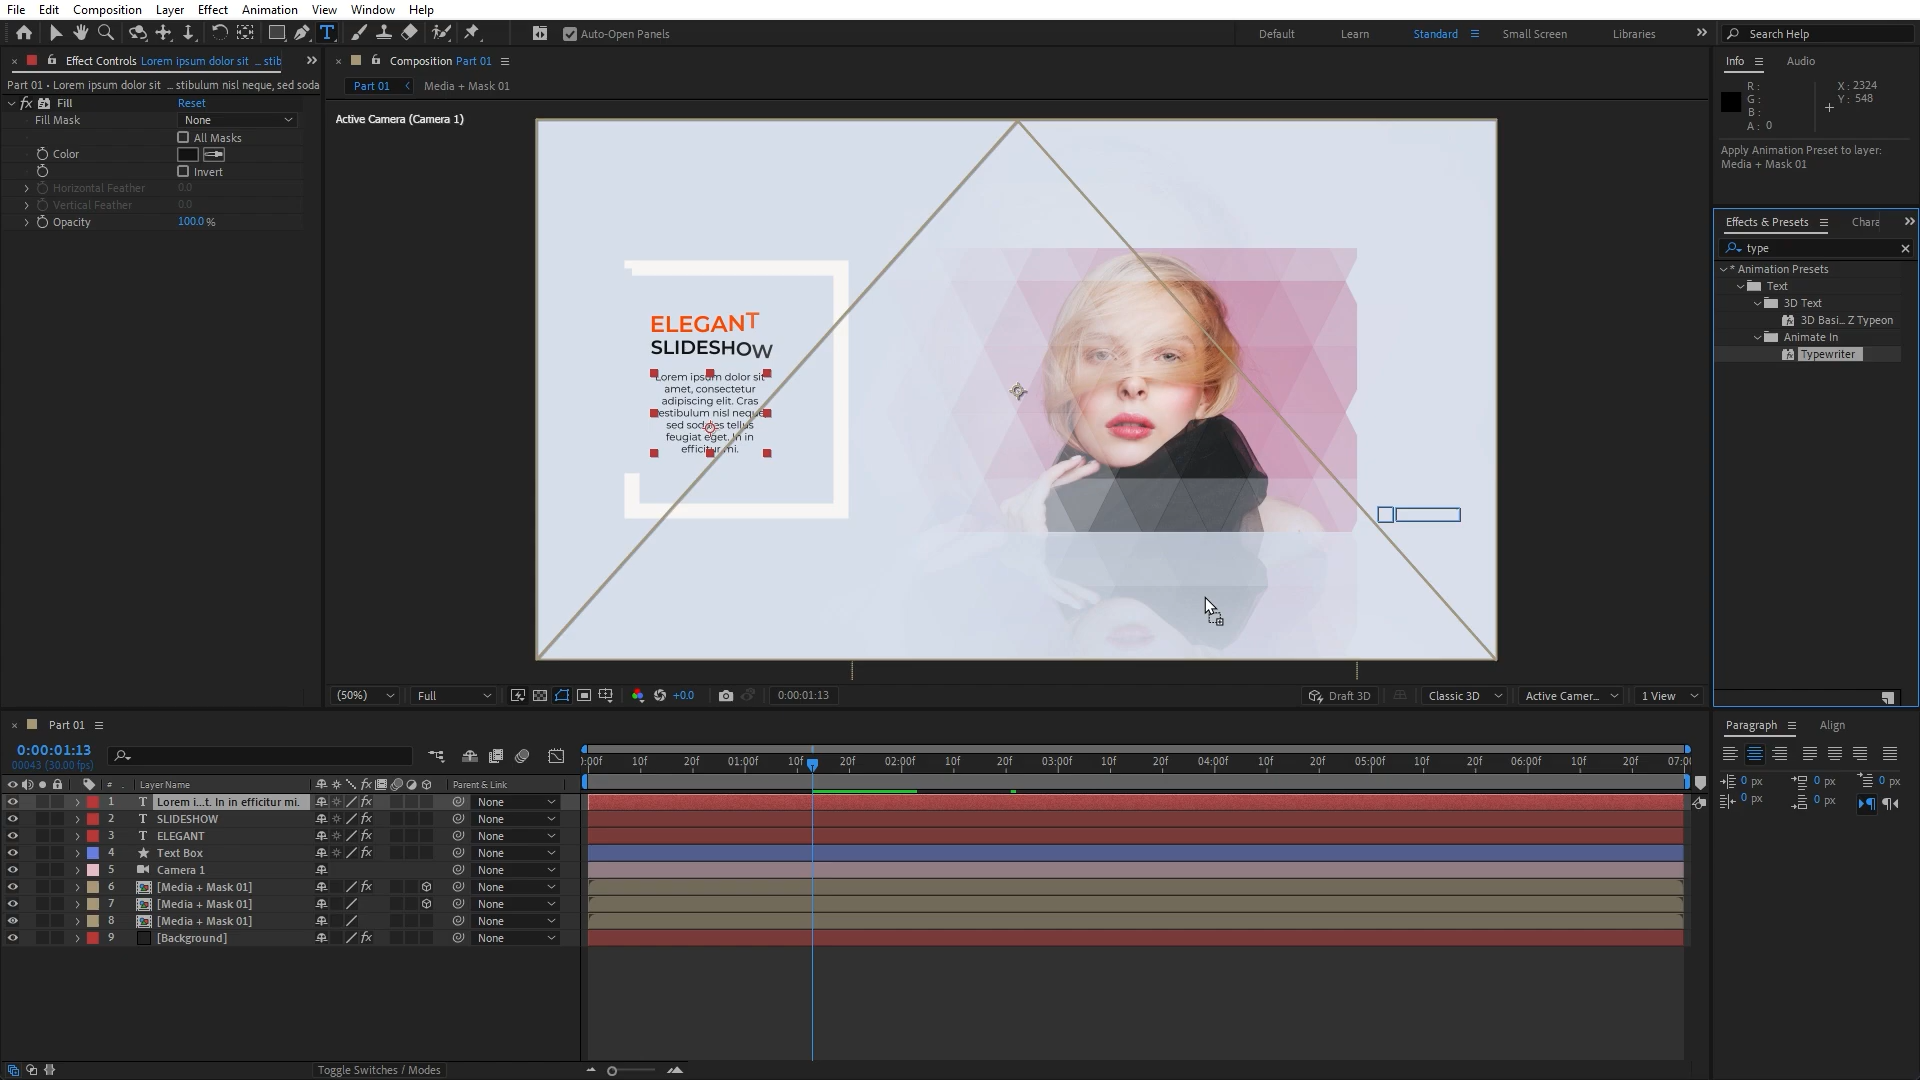 File Edit Composition Layer Effect Animation View Window Help
Auto-Open Panels
Default Learn Standard Small Screen Libraries
Search Help
Effect Controls Lorem ipsum dolor sit ... stib
Part 01 • Lorem ipsum dolor sit ... stibulum nisl neque, sed soda
fx Fill Reset
Fill Mask None
All Masks
Color
Invert
Horizontal Feather 0.0
Vertical Feather 0.0
Opacity 100.0 %
Composition Part 01
Part 01 Media + Mask 01
Active Camera (Camera 1)
ELEGANT
SLIDESHOW
Lorem ipsum dolor sit
amet, consectetur
adipiscing elit. Cras
vestibulum nisl neque,
sed sodales tellus
feugiat eget. In in
efficitur mi.
(50%) Full +0.0 0:00:01:13 Draft 3D Classic 3D Active Camer... 1 View
Info Audio
R :
G :
B :
A : 0
X : 2324
Y : 548
Apply Animation Preset to layer:
Media + Mask 01
Effects & Presets Chara
type
* Animation Presets
Text
3D Text
3D Basi... Z Typeon
Animate In
Typewriter
Paragraph Align
0 px 0 px 0 px
0 px 0 px
Part 01
0:00:01:13
00043 (30.00 fps)
# Layer Name fx Parent & Link
):00f 10f 20f 01:00f 10f 20f 02:00f 10f 20f 03:00f 10f 20f 04:00f 10f 20f 05:00f 10f 20f 06:00f 10f 20f 07:0
1 T Lorem i...t. In in efficitur mi. fx None
2 T SLIDESHOW fx None
3 T ELEGANT fx None
4 Text Box fx None
5 Camera 1 None
6 [Media + Mask 01] fx None
7 [Media + Mask 01] None
8 [Media + Mask 01] None
9 [Background] fx None
Toggle Switches / Modes